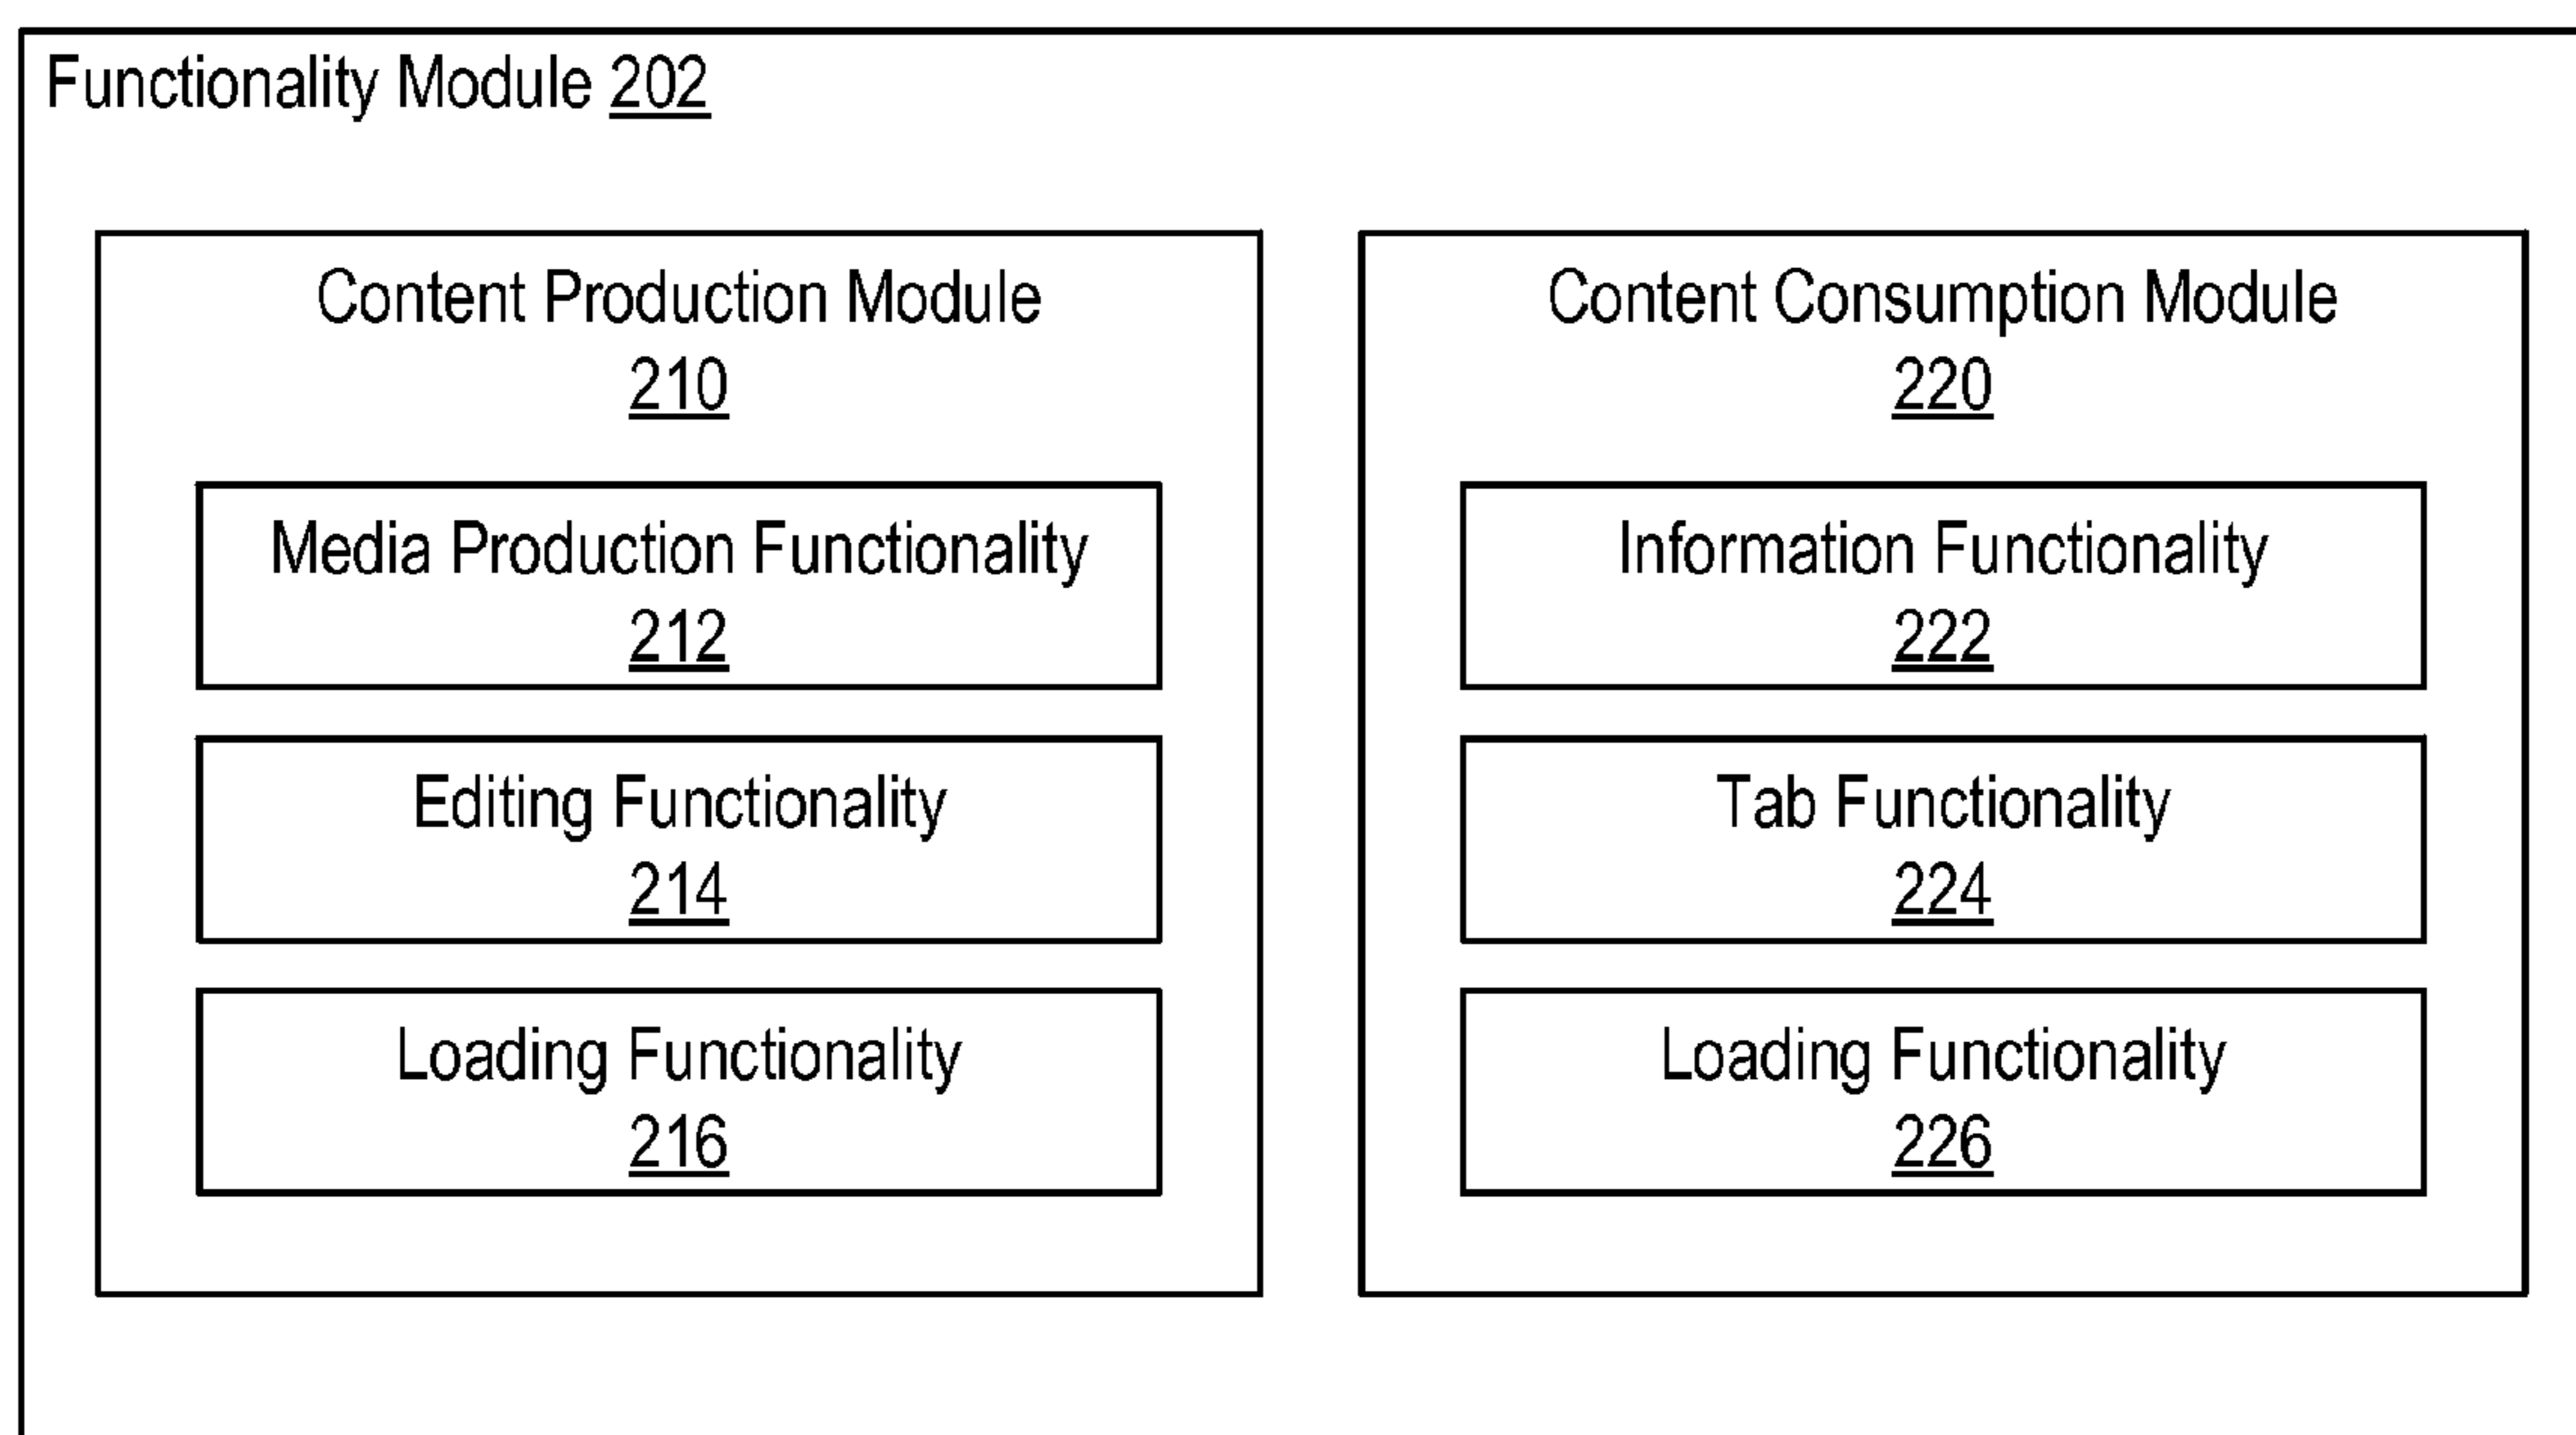 Functionality Module 202
Content Production Module
210
Media Production Functionality
212
Editing Functionality
214
Loading Functionality
216
Content Consumption Module
220
Information Functionality
222
Tab Functionality
224
Loading Functionality
226